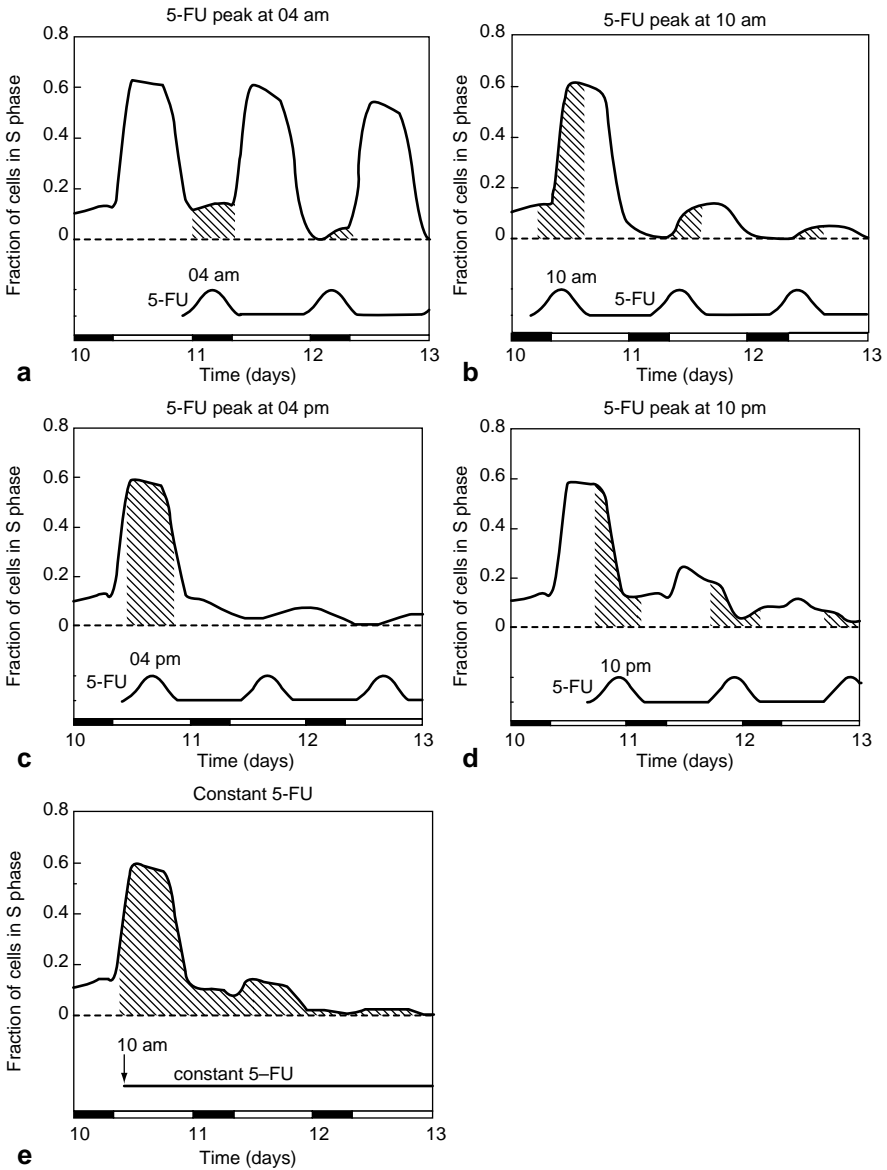 5-FU peak at 04 am
Fraction of cells in S phase
0.8
0.6
0.4
0.2
0
04 am
5-FU
10 11 12 13
a Time (days)
5-FU peak at 10 am
Fraction of cells in S phase
0.8
0.6
0.4
0.2
0
10 am
5-FU
10 11 12 13
b Time (days)
5-FU peak at 04 pm
Fraction of cells in S phase
0.8
0.6
0.4
0.2
0
04 pm
5-FU
10 11 12 13
c Time (days)
5-FU peak at 10 pm
Fraction of cells in S phase
0.8
0.6
0.4
0.2
0
10 pm
5-FU
10 11 12 13
d Time (days)
Constant 5-FU
Fraction of cells in S phase
0.8
0.6
0.4
0.2
0
10 am
constant 5–FU
10 11 12 13
e Time (days)